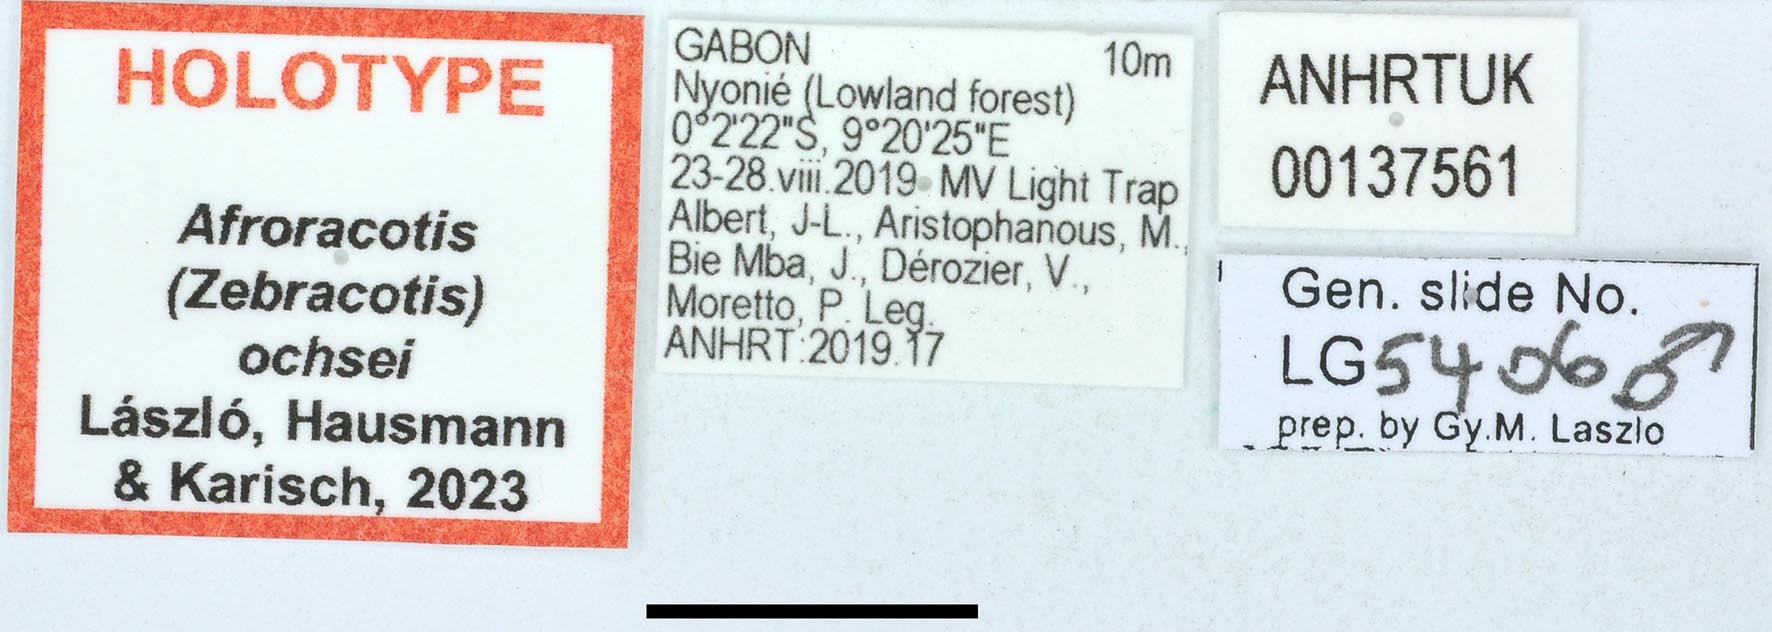 HOLOTYPE
Afroracotis
(Zebracotis)
ochsei
László, Hausmann
& Karisch, 2023
GABON 10m
Nyonié (Lowland forest)
0°2'22"S, 9°20'25"E
23-28.viii.2019 MV Light Trap
Albert, J-L., Aristophanous, M.,
Bie Mba, J., Dérozier, V.,
Moretto, P. Leg.
ANHRT:2019.17
ANHRTUK
00137561
Gen. slide No.
LG5406♂
prep. by Gy.M. Laszlo